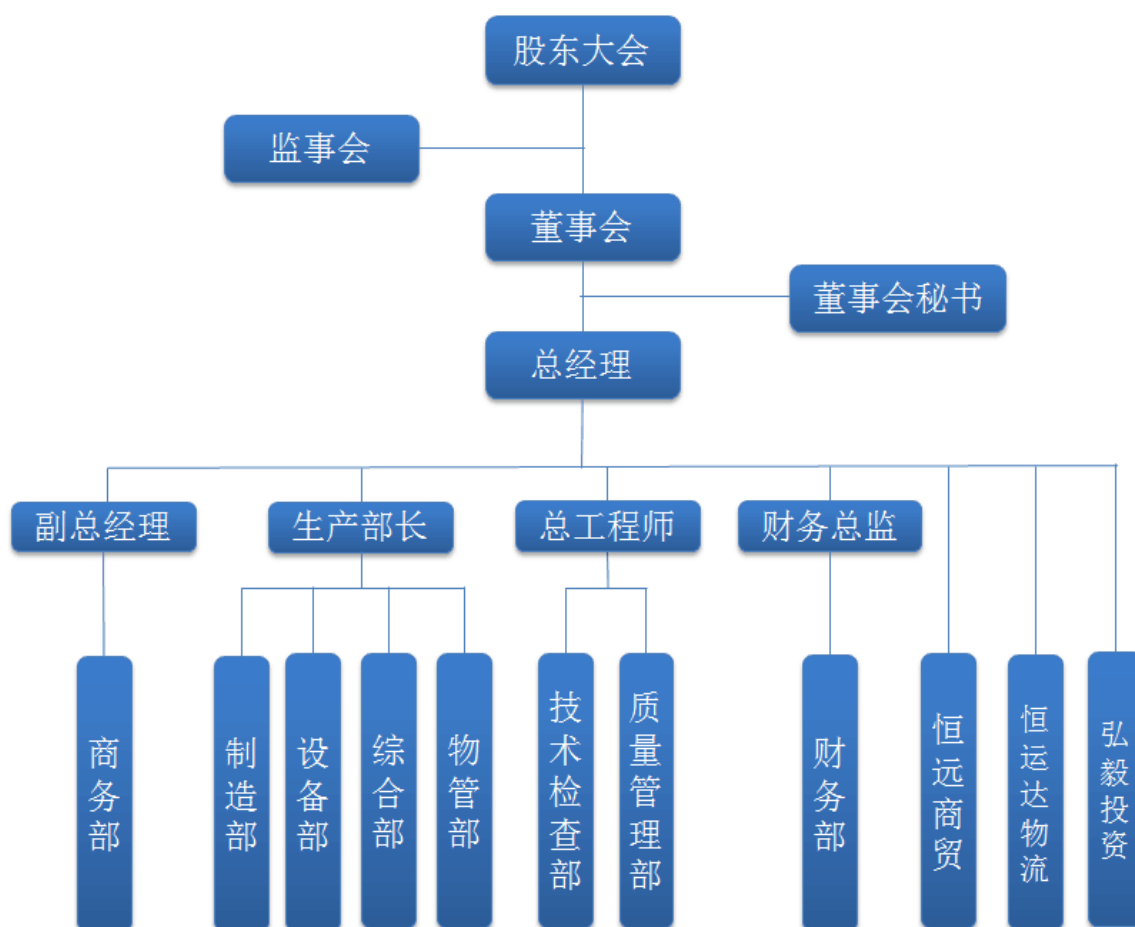 股东大会
监事会
董事会
董事会秘书
总经理
副总经理
生产部长
总工程师
财务总监
商务部
制造部
设备部
综合部
物管部
技术检查部
质量管理部
财务部
恒远商贸
恒运达物流
弘毅投资